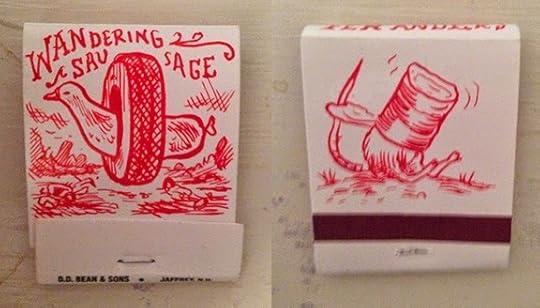 WANDERING
SAU SAGE
D.D. BEAN & SONS • JAFFREY, N.H.